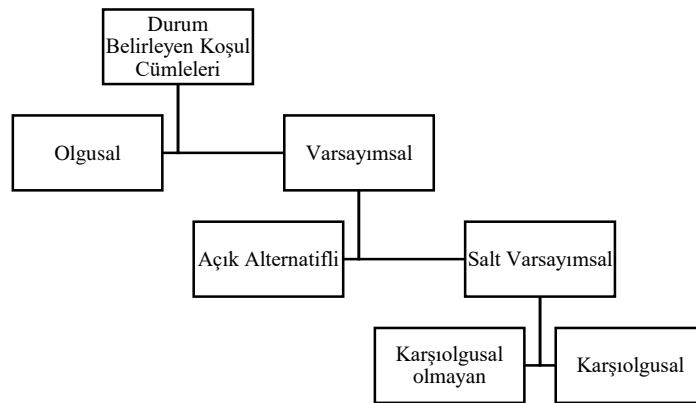 Durum
Belirleyen Koşul
Cümleleri
Olgusal
Varsayımsal
Açık Alternatifli
Salt Varsayımsal
Karşıolgusal
olmayan
Karşıolgusal